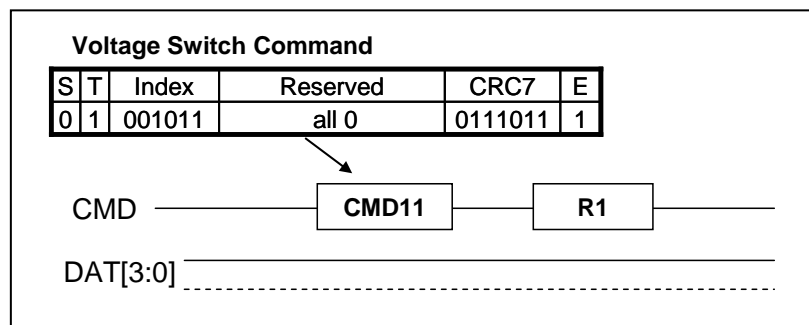 Voltage Switch Command
S T Index Reserved CRC7 E
0 1 001011 all 0 0111011 1
CMD CMD11 R1
DAT[3:0]